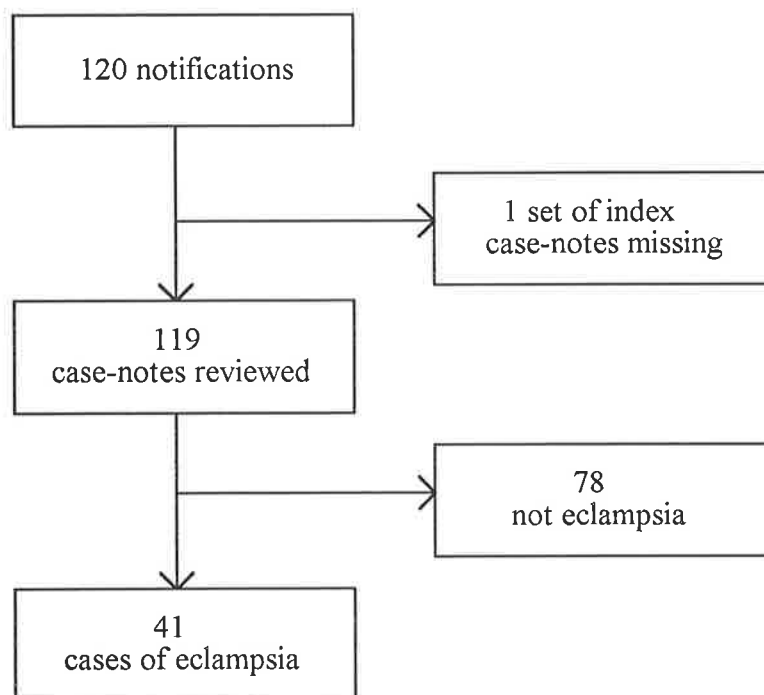 120 notifications
1 set of index
case-notes missing
119
case-notes reviewed
78
not eclampsia
41
cases of eclampsia